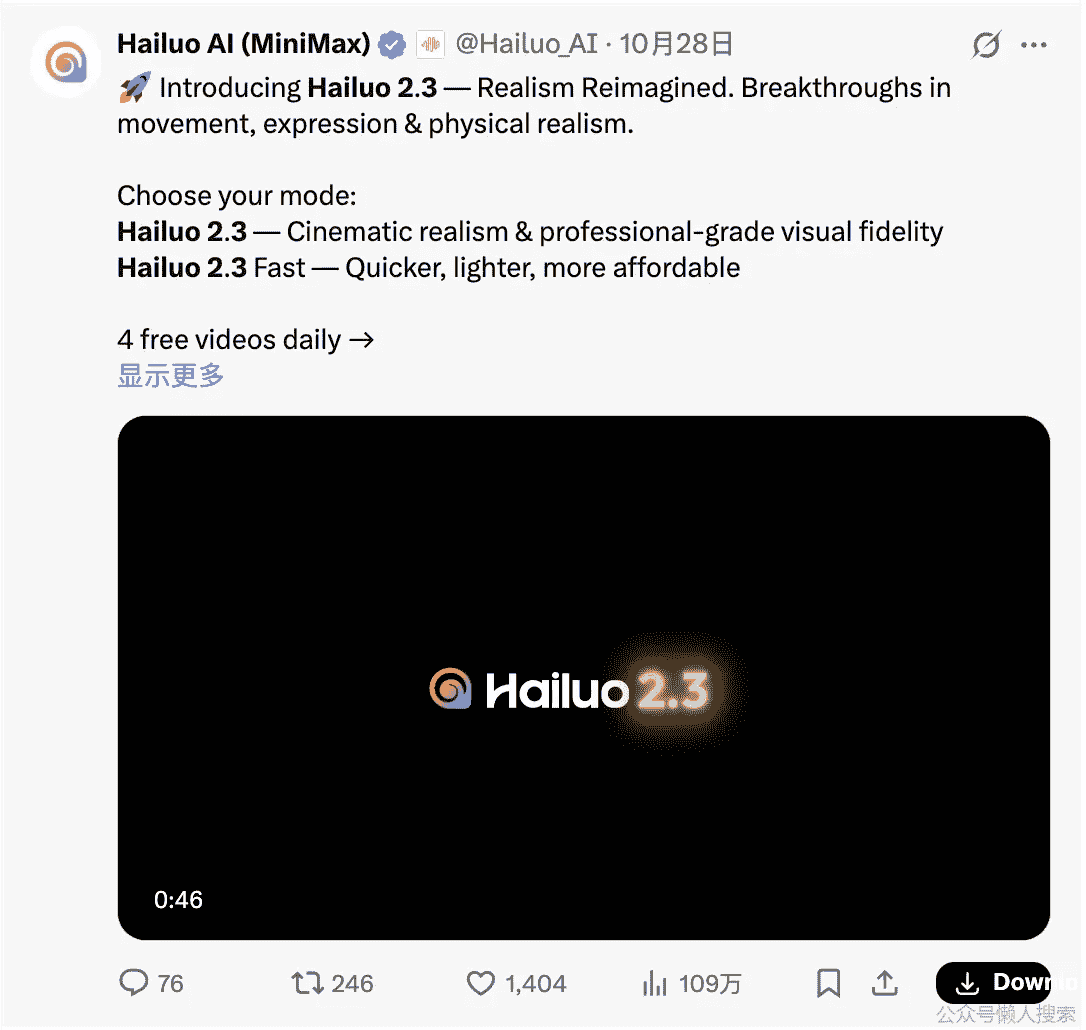 Hailuo AI (MiniMax) @Hailuo_AI · 10月28日
🚀 Introducing Hailuo 2.3 — Realism Reimagined. Breakthroughs in
movement, expression & physical realism.
Choose your mode:
Hailuo 2.3 — Cinematic realism & professional-grade visual fidelity
Hailuo 2.3 Fast — Quicker, lighter, more affordable
4 free videos daily →
显示更多
Hailuo 2.3
0:46
76 246 1,404 109万
公众号懒人搜索